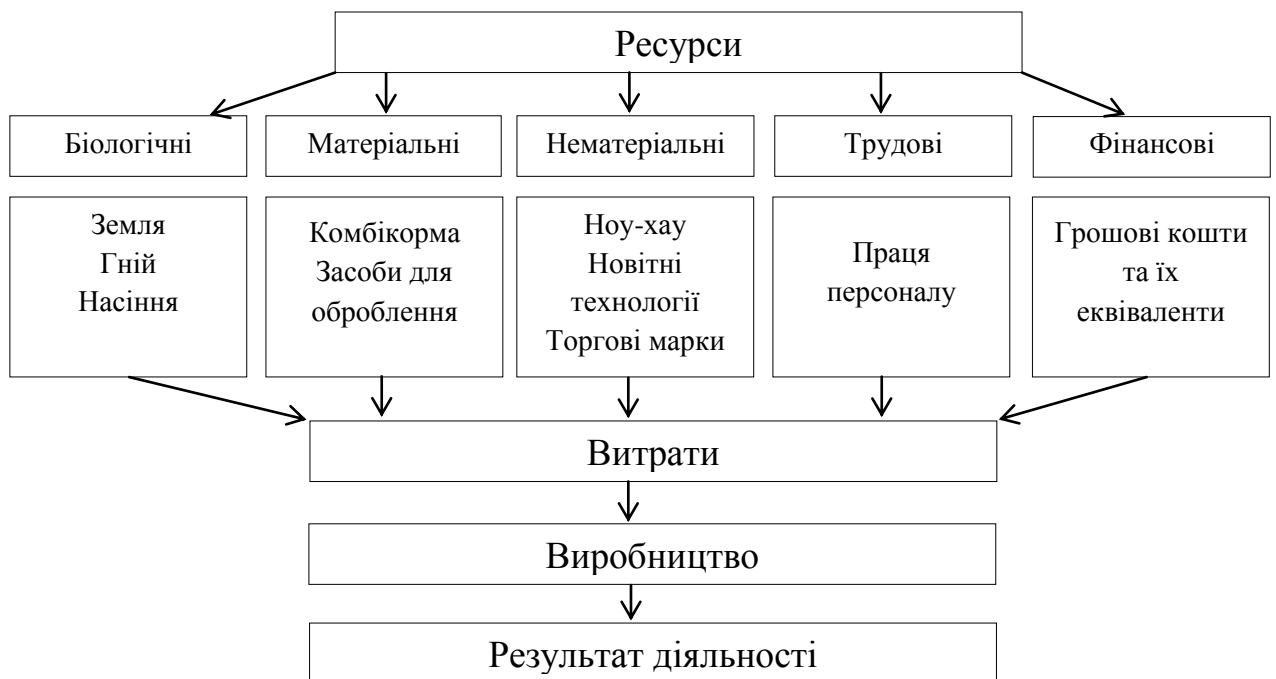 Ресурси
Біологічні
Матеріальні
Нематеріальні
Трудові
Фінансові
Земля
Гній
Насіння
Комбікорма
Засоби для
оброблення
Ноу-хау
Новітні
технології
Торгові марки
Праця
персоналу
Грошові кошти
та їх
еквіваленти
Витрати
Виробництво
Результат діяльності